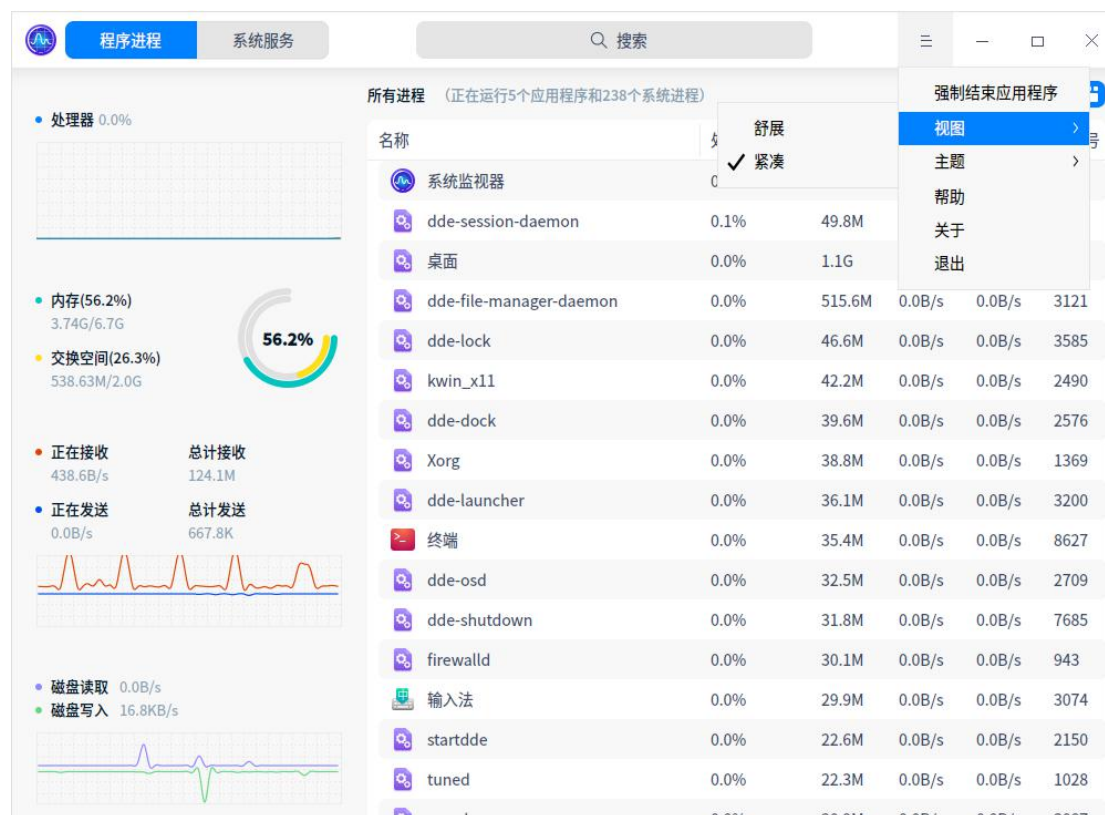 程序进程 系统服务 搜索
处理器 0.0%
内存(56.2%)
3.74G/6.7G
56.2%
交换空间(26.3%)
538.63M/2.0G
正在接收 总计接收
438.6B/s 124.1M
正在发送 总计发送
0.0B/s 667.8K
磁盘读取 0.0B/s
磁盘写入 16.8KB/s
所有进程 (正在运行5个应用程序和238个系统进程)
名称 号
系统监视器
dde-session-daemon 0.1% 49.8M
桌面 0.0% 1.1G
dde-file-manager-daemon 0.0% 515.6M 0.0B/s 0.0B/s 3121
dde-lock 0.0% 46.6M 0.0B/s 0.0B/s 3585
kwin_x11 0.0% 42.2M 0.0B/s 0.0B/s 2490
dde-dock 0.0% 39.6M 0.0B/s 0.0B/s 2576
Xorg 0.0% 38.8M 0.0B/s 0.0B/s 1369
dde-launcher 0.0% 36.1M 0.0B/s 0.0B/s 3200
终端 0.0% 35.4M 0.0B/s 0.0B/s 8627
dde-osd 0.0% 32.5M 0.0B/s 0.0B/s 2709
dde-shutdown 0.0% 31.8M 0.0B/s 0.0B/s 7685
firewalld 0.0% 30.1M 0.0B/s 0.0B/s 943
输入法 0.0% 29.9M 0.0B/s 0.0B/s 3074
startdde 0.0% 22.6M 0.0B/s 0.0B/s 2150
tuned 0.0% 22.3M 0.0B/s 0.0B/s 1028
强制结束应用程序
视图
主题
帮助
关于
退出
舒展
紧凑